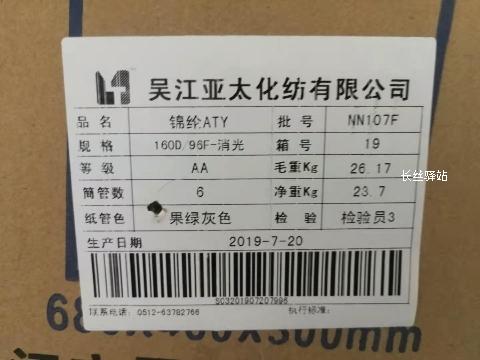 吴江亚太化纺有限公司
品名 锦纶ATY 批号 NN107F
规格 160D/96F-消光 箱号 19
等级 AA 毛重Kg 26.17
长丝驿站
筒管数 6 净重Kg 23.7
纸管色 果绿灰色 检验 检验员3
生产日期 2019-7-20
SC3201907207996
联系电话: 0512-63782766 执行标准: